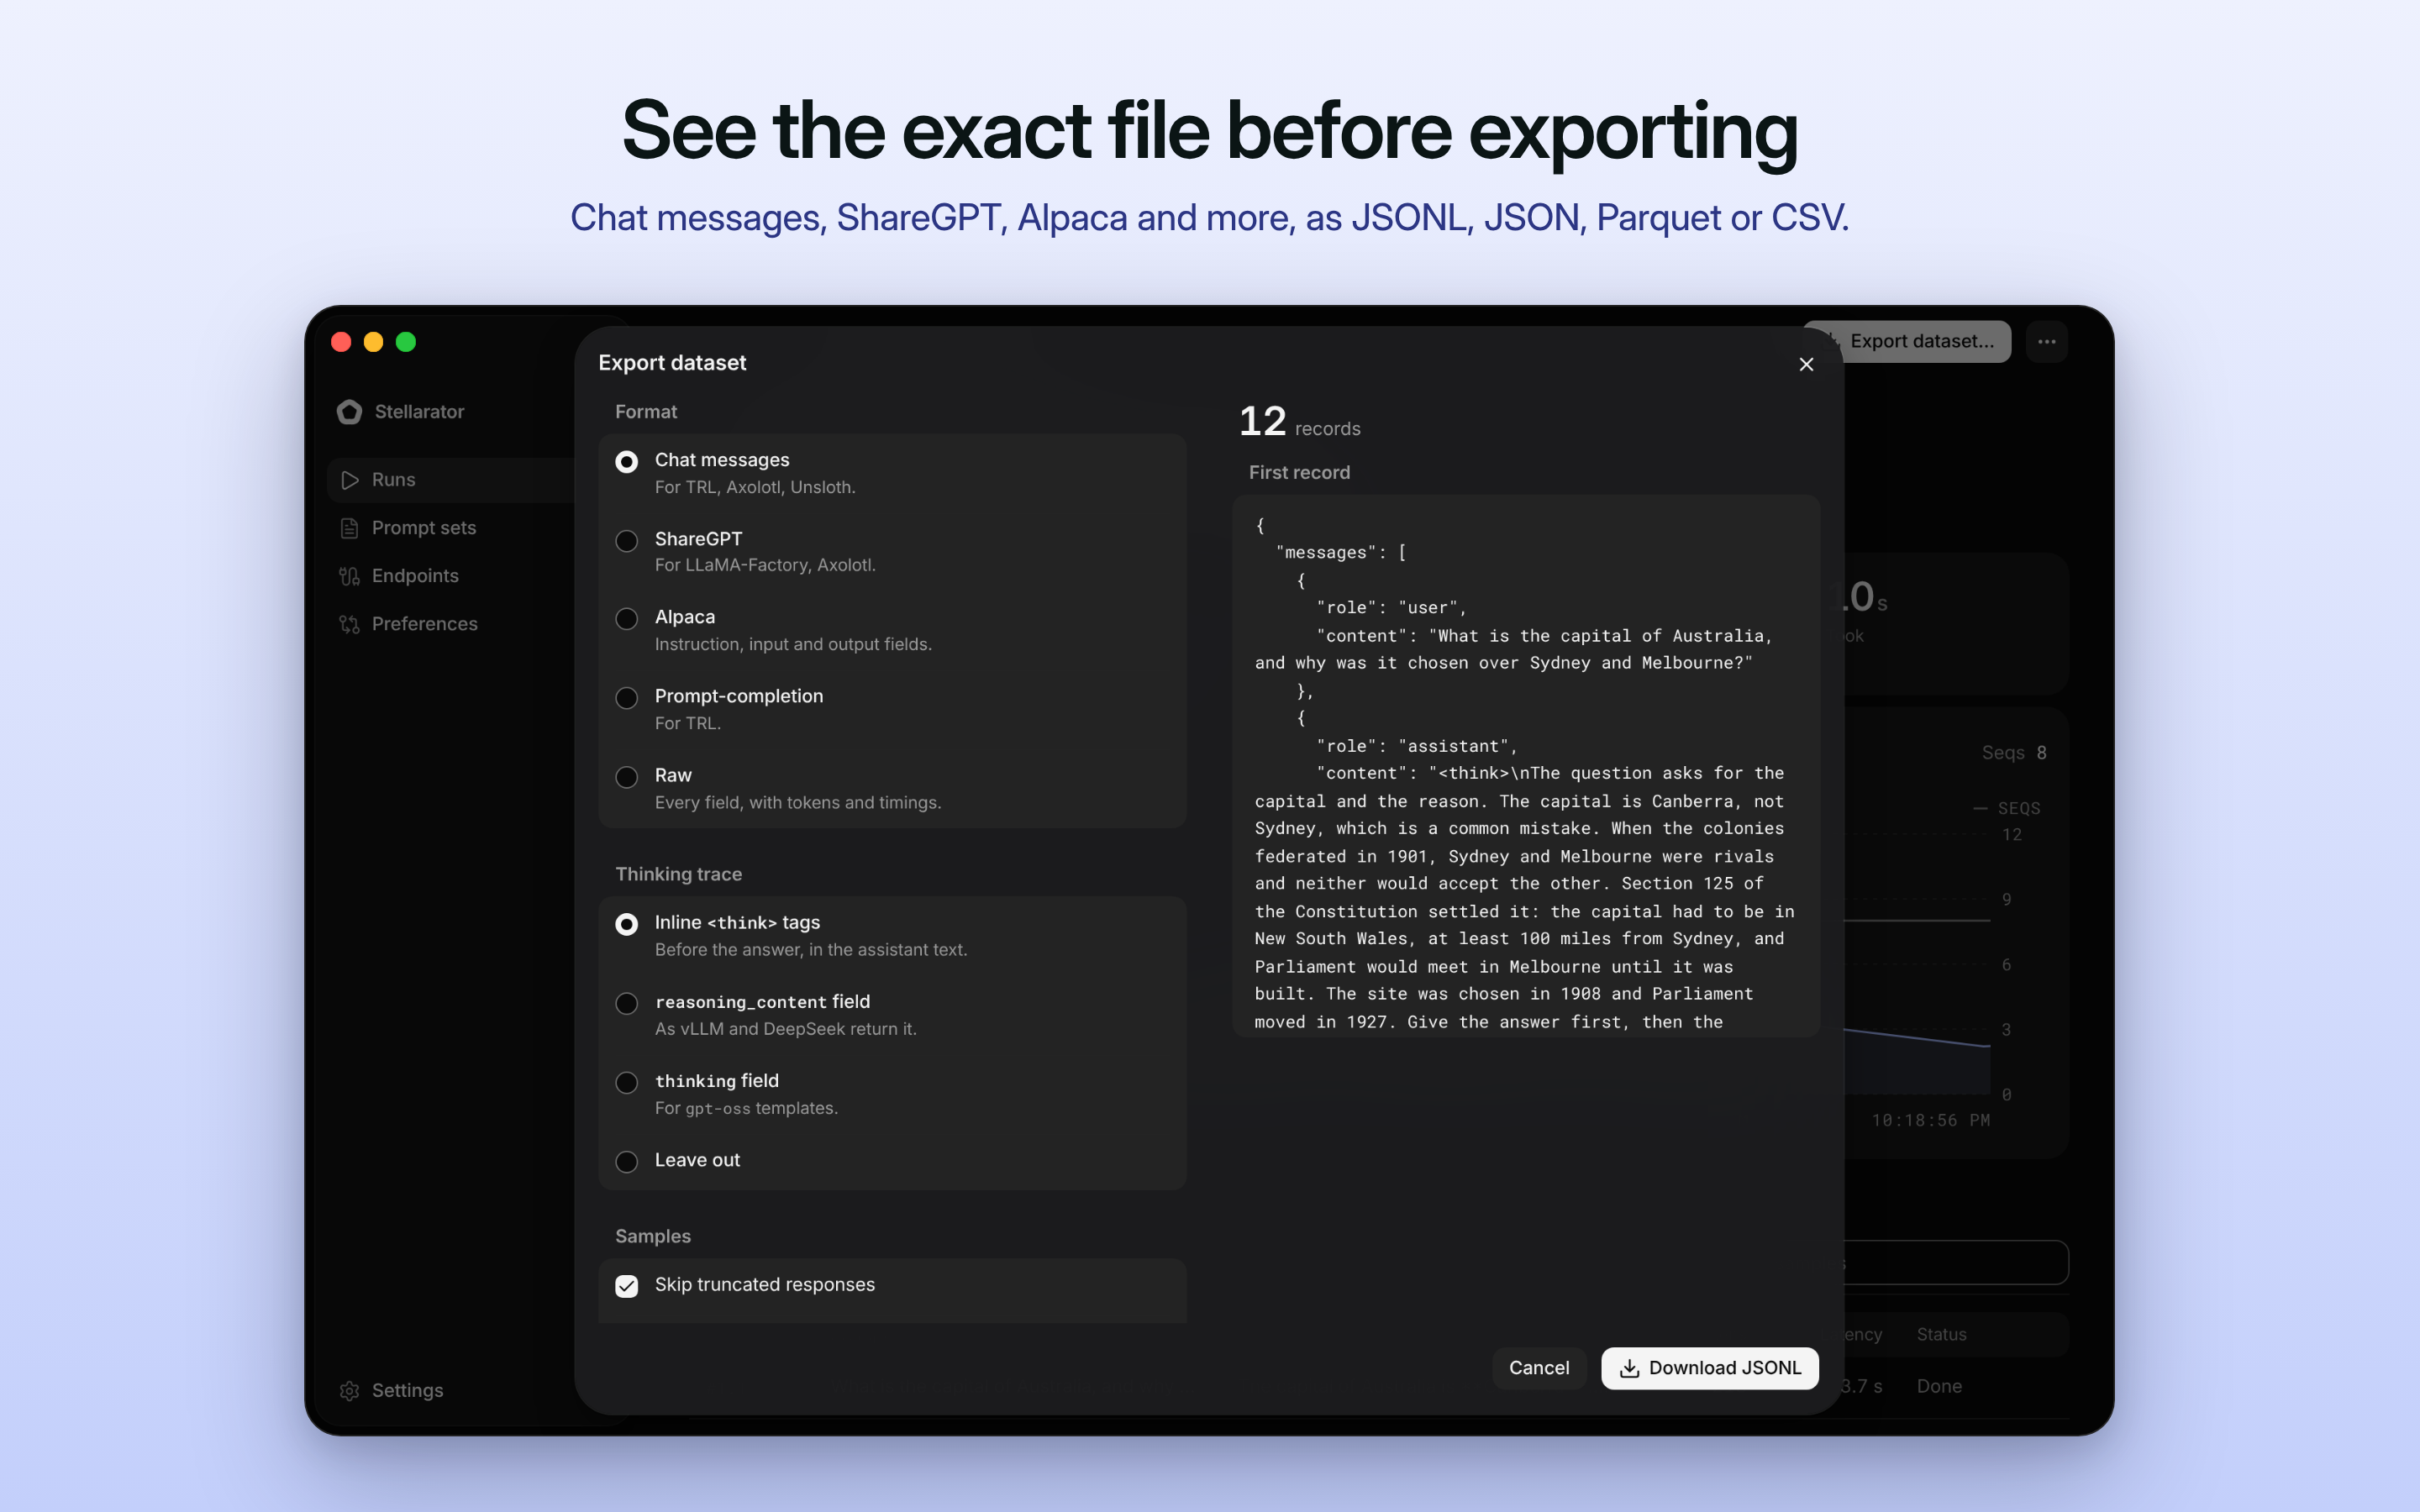 See the exact file before exporting
Chat messages, ShareGPT, Alpaca and more, as JSONL, JSON, Parquet or CSV.
Stellarator
Runs
Prompt sets
Endpoints
Preferences
Settings
Export dataset
Format
Chat messages
For TRL, Axolotl, Unsloth.
ShareGPT
For LLaMA-Factory, Axolotl.
Alpaca
Instruction, input and output fields.
Prompt-completion
For TRL.
Raw
Every field, with tokens and timings.
Thinking trace
Inline <think> tags
Before the answer, in the assistant text.
reasoning_content field
As vLLM and DeepSeek return it.
thinking field
For gpt-oss templates.
Leave out
Samples
Skip truncated responses
12 records
First record
{
"messages": [
{
"role": "user",
"content": "What is the capital of Australia,
and why was it chosen over Sydney and Melbourne?"
},
{
"role": "assistant",
"content": "<think>\nThe question asks for the
capital and the reason. The capital is Canberra, not
Sydney, which is a common mistake. When the colonies
federated in 1901, Sydney and Melbourne were rivals
and neither would accept the other. Section 125 of
the Constitution settled it: the capital had to be in
New South Wales, at least 100 miles from Sydney, and
Parliament would meet in Melbourne until it was
built. The site was chosen in 1908 and Parliament
moved in 1927. Give the answer first, then the
Cancel
Download JSONL
Export dataset...
10 s
Seqs 8
SEQS
12
9
6
3
0
10:18:56 PM
Status
3.7 s
Done